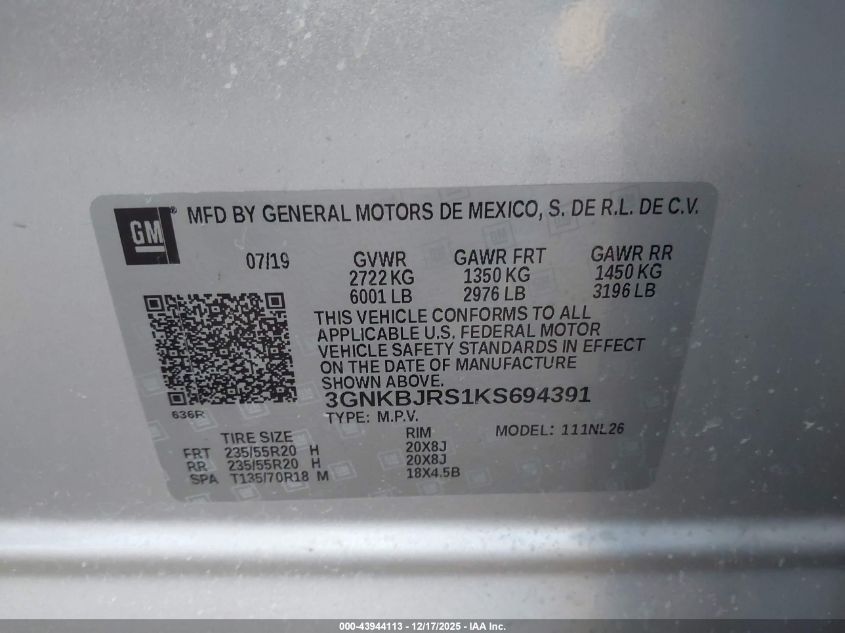 GM ® MFD BY GENERAL MOTORS DE MEXICO, S. DE R.L. DE C.V.
07/19 GVWR GAWR FRT GAWR RR
2722 KG 1350 KG 1450 KG
6001 LB 2976 LB 3196 LB
THIS VEHICLE CONFORMS TO ALL
APPLICABLE U.S. FEDERAL MOTOR
VEHICLE SAFETY STANDARDS IN EFFECT
ON THE DATE OF MANUFACTURE
SHOWN ABOVE.
3GNKBJRS1KS694391
636R TYPE: M.P.V.
TIRE SIZE RIM MODEL: 111NL26
FRT 235/55R20 H 20X8J
RR 235/55R20 H 20X8J
SPA T135/70R18 M 18X4.5B
000-43944113 - 12/17/2025 - IAA Inc.